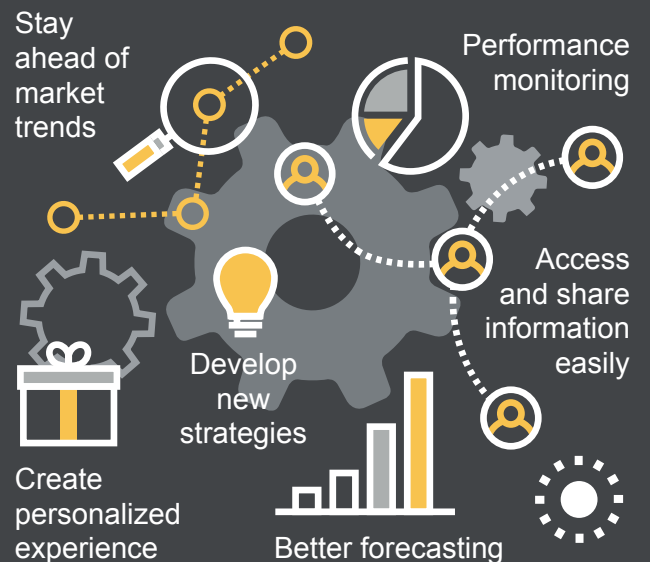 Stay
ahead of
market
trends
Performance
monitoring
Access
and share
information
easily
Develop
new
strategies
Create
personalized
experience
Better forecasting